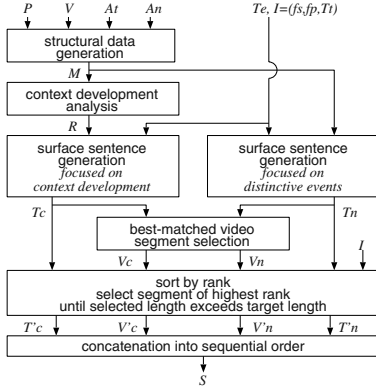 P V At An Te, I=(fs,fp,Tt)
structural data
generation
M
context development
analysis
R
surface sentence
generation
focused on
context development
surface sentence
generation
focused on
distinctive events
Tc Tn
best-matched video
segment selection
Vc Vn I
sort by rank
select segment of highest rank
until selected length exceeds target length
T'c V'c V'n T'n
concatenation into sequential order
S